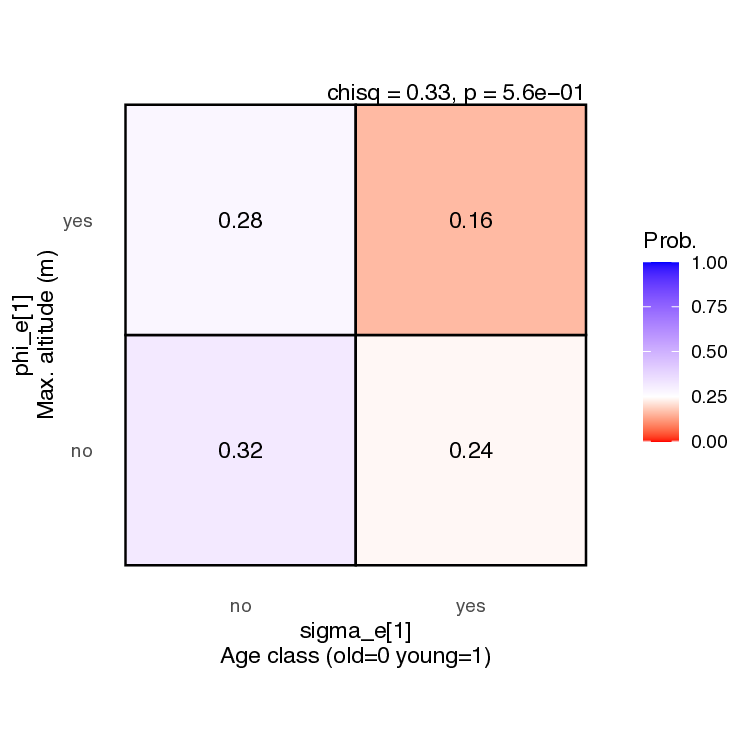 chisq = 0.33, p = 5.6e−01
yes
0.28
0.16
no
0.32
0.24
phi_e[1]
Max. altitude (m)
no
yes
sigma_e[1]
Age class (old=0 young=1)
Prob.
1.00
0.75
0.50
0.25
0.00